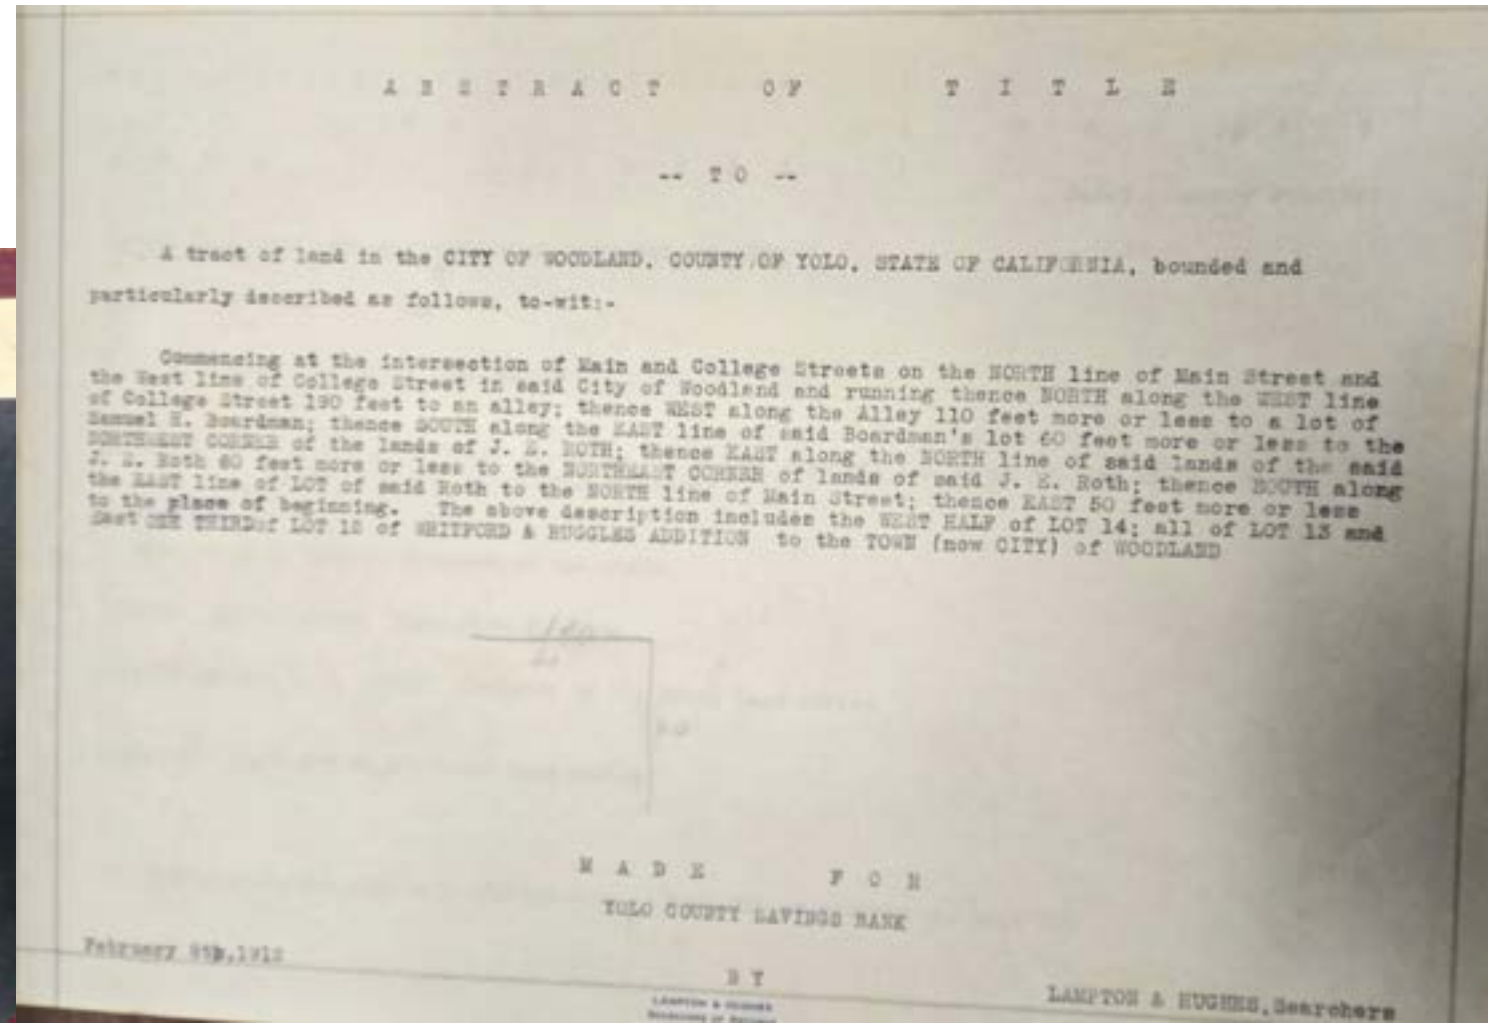 A B S T R A C T   O F   T I T L E
-- T O --
A tract of land in the CITY OF WOODLAND, COUNTY OF YOLO, STATE OF CALIFORNIA, bounded and
particularly described as follows, to-wit:-
Commencing at the intersection of Main and College Streets on the NORTH line of Main Street and
the West line of College Street in said City of Woodland and running thence NORTH along the WEST line
of College Street 190 feet to an alley; thence WEST along the Alley 110 feet more or less to a lot of
Samuel H. Boardman; thence SOUTH along the EAST line of said Boardman's lot 60 feet more or less to the
NORTHWEST CORNER of the lands of J. E. ROTH; thence EAST along the NORTH line of said lands of the said
J. E. Roth 60 feet more or less to the NORTHEAST CORNER of lands of said J. E. Roth; thence SOUTH along
the EAST line of LOT of said Roth to the NORTH line of Main Street; thence EAST 50 feet more or less
to the place of beginning. The above description includes the WEST HALF of LOT 14; all of LOT 13 and
East ONE THIRDof LOT 12 of WHITFORD & RUGGLES ADDITION to the TOWN (now CITY) of WOODLAND
M A D E   F O R
YOLO COUNTY SAVINGS BANK
February ,1912
B Y
LAMPTON & HUGHES, Searchers
LAMPTON & HUGHES